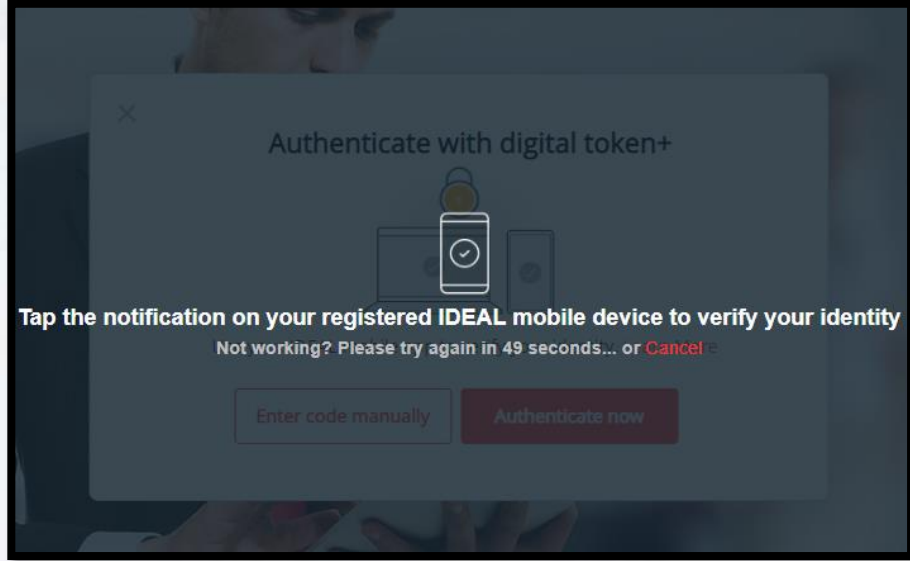 Authenticate with digital token+
Tap the notification on your registered IDEAL mobile device to verify your identity
Not working? Please try again in 49 seconds... or Cancel
Enter code manually
Authenticate now